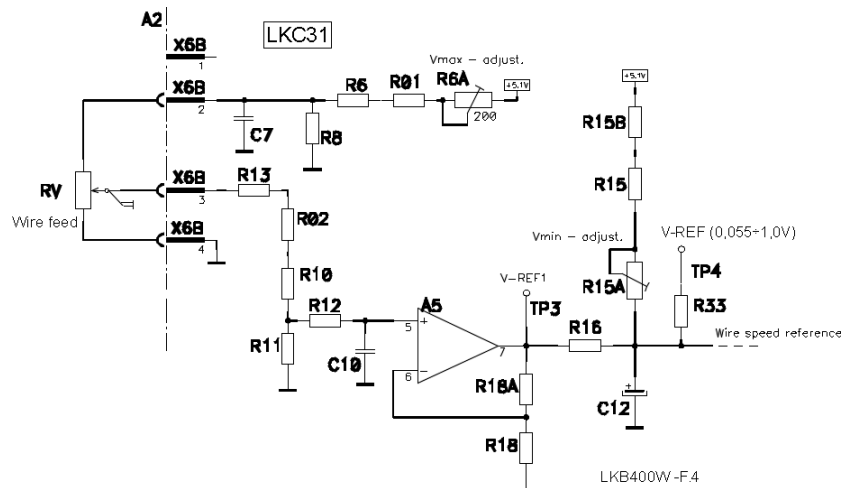 A2
LKC31
X6B
1
Vmax - adjust.
+5.1V
+5.1V
X6B
2
R6
R01
R6A
200
C7
R8
R15B
X6B
3
R13
R15
RV
Wire feed
R02
X6B
4
Vmin - adjust.
V-REF (0,055÷1,0V)
R10
V-REF1
R15A
TP4
R12
A5
TP3
R33
5
+
R16
Wire speed reference
R11
C10
7
6
-
R18A
+
C12
R18
LKB400W-F.4